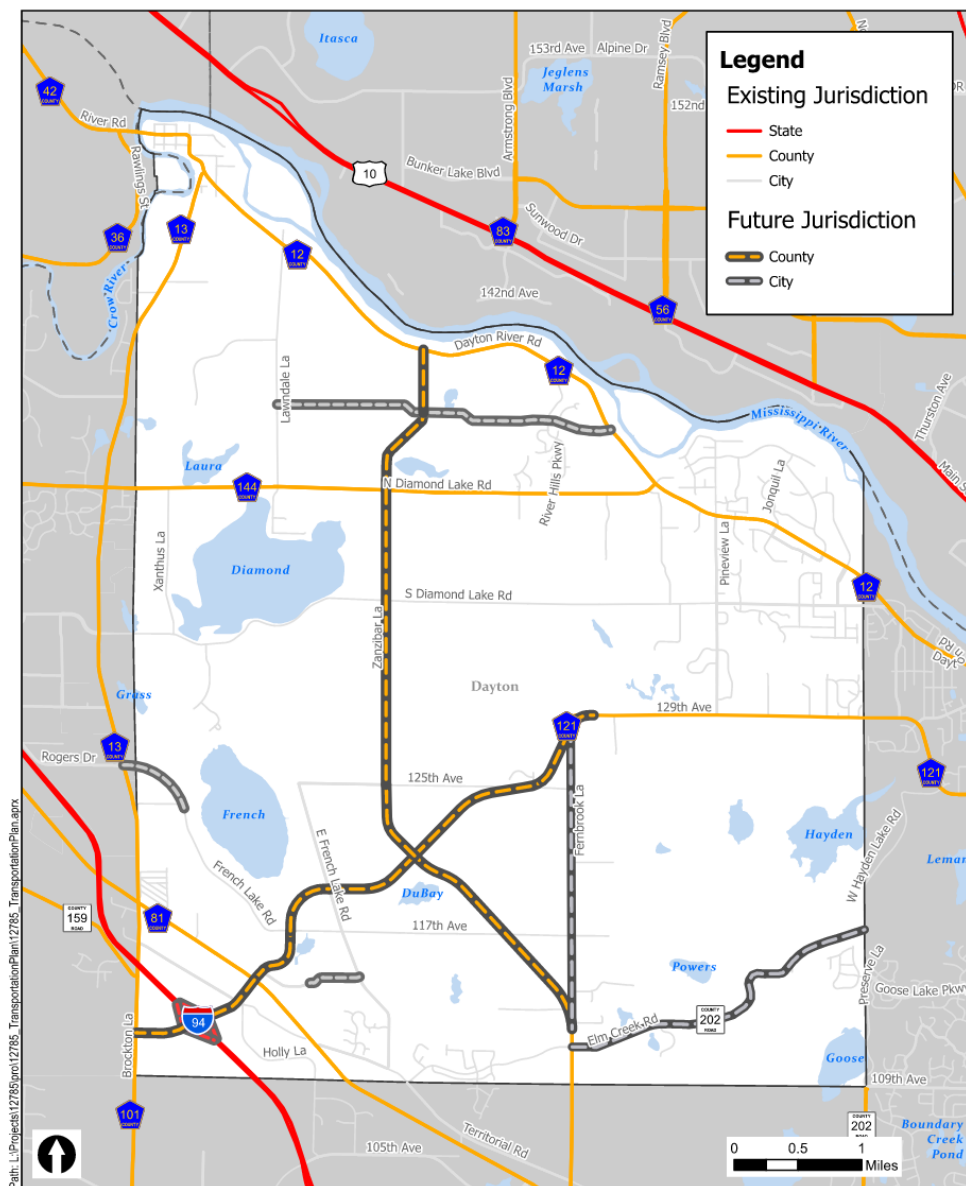 Itasca
153rd Ave
Alpine Dr
Jeglens
Marsh
Armstrong Blvd
Ramsey Blvd
152nd
Legend
Existing Jurisdiction
State
County
City
Future Jurisdiction
County
City
42
COUNTY
River Rd
Rawlings St
10
Bunker Lake Blvd
Sunwood Dr
83
COUNTY
36
COUNTY
13
COUNTY
12
COUNTY
Crow River
142nd Ave
56
COUNTY
Dayton River Rd
12
COUNTY
Thurston Ave
Mississippi River
Main S
Lawndale La
Laura
144
COUNTY
N Diamond Lake Rd
River Hills Pkwy
Jonquil La
Pineview La
Xanthus La
Diamond
S Diamond Lake Rd
12
COUNTY
Zanzibar La
Dayt
on Rd
Grass
Dayton
129th Ave
121
COUNTY
13
COUNTY
Rogers Dr
125th Ave
121
COUNTY
French
E French Lake Rd
Fernbrook La
Hayden
W Hayden Lake Rd
Leman
French Lake Rd
DuBay
81
COUNTY
COUNTY
159
ROAD
117th Ave
Powers
Preserve La
Goose Lake Pkwy
94
Brockton La
Holly La
Elm Creek Rd
COUNTY
202
ROAD
Goose
109th Ave
101
COUNTY
105th Ave
Territorial Rd
COUNTY
202
ROAD
Boundary
Creek
Pond
0 0.5 1
Miles
Path: L:\Projects\12785\pro\12785_TransportationPlan\12785_TransportationPlan.aprx